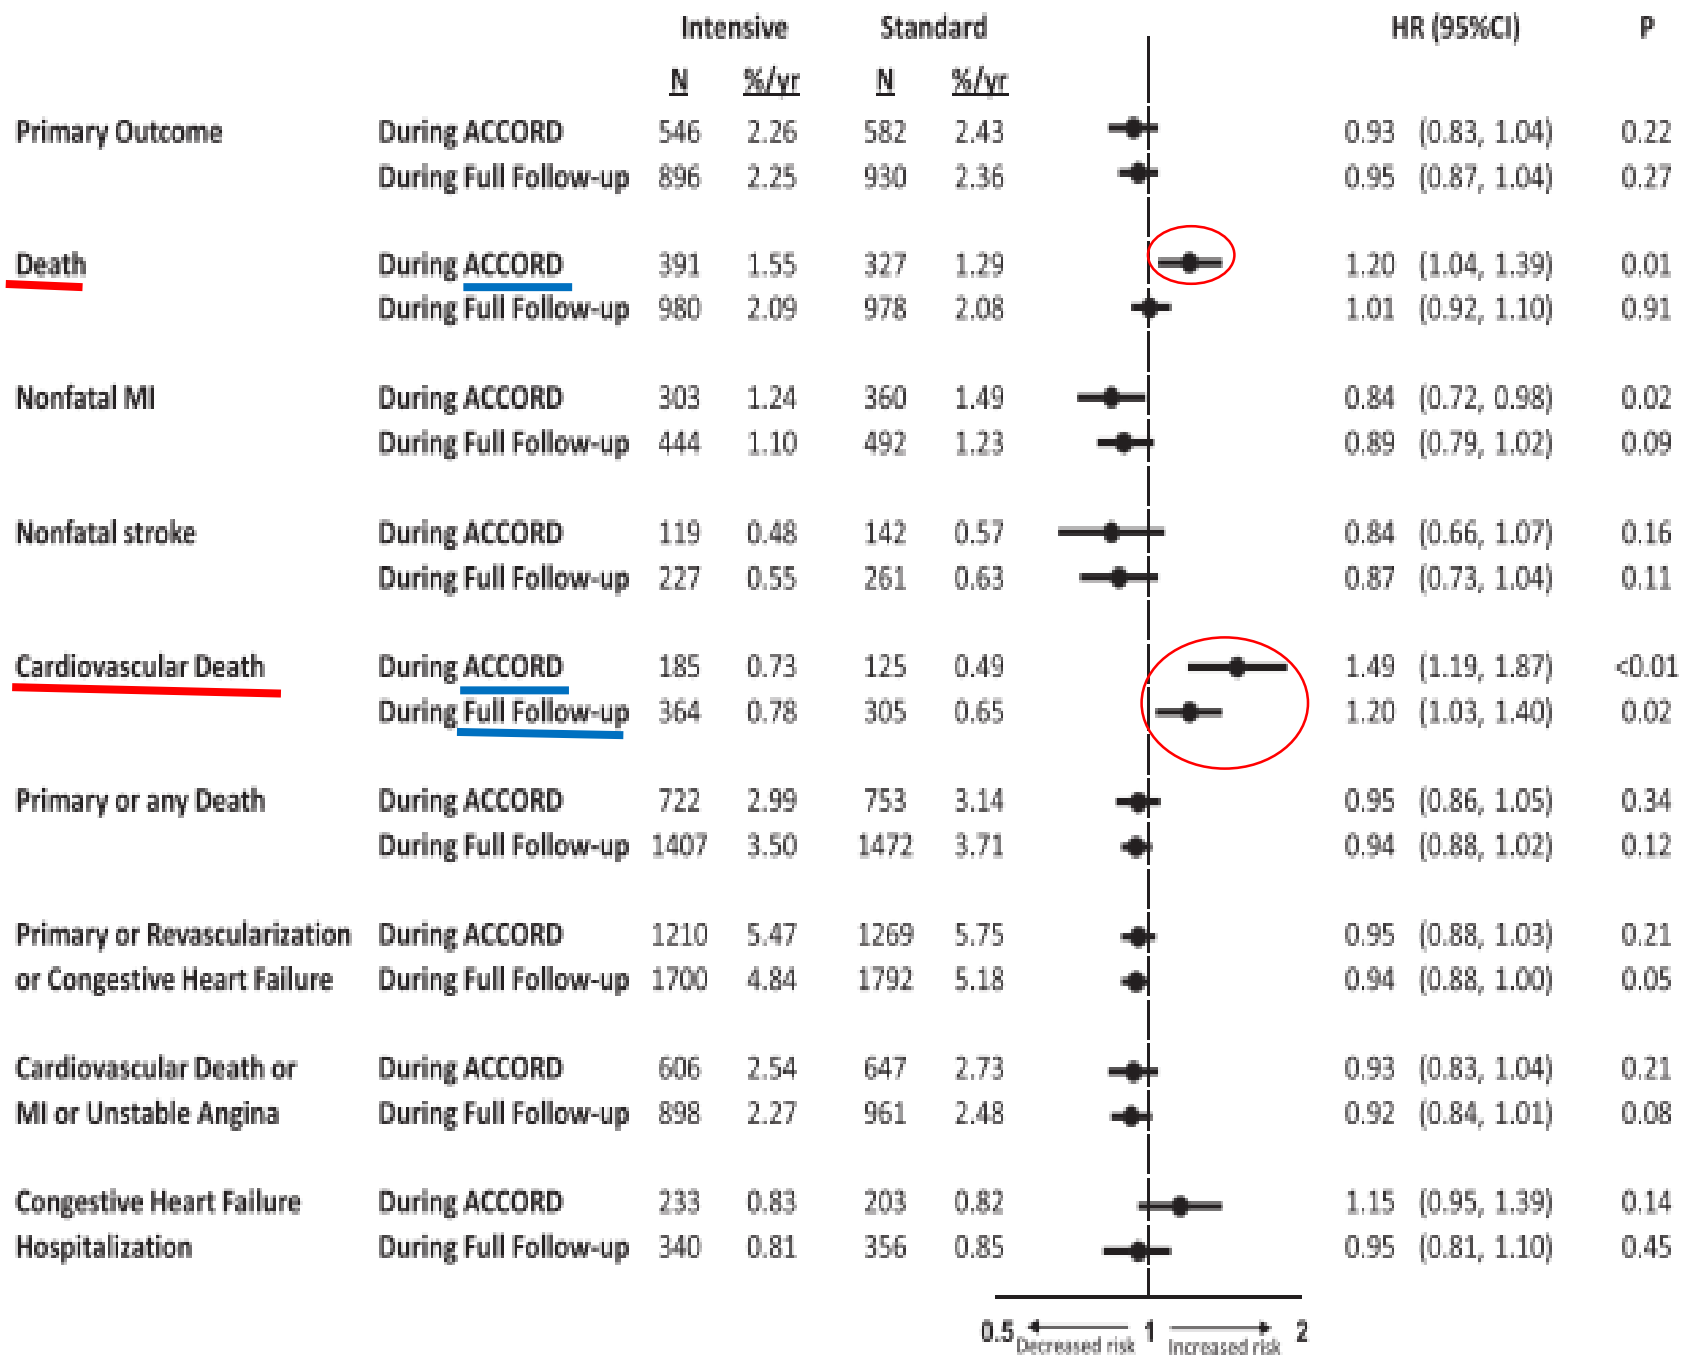 Intensive Standard HR (95%CI) P
N %/yr N %/yr
Primary Outcome During ACCORD 546 2.26 582 2.43 0.93 (0.83, 1.04) 0.22
During Full Follow-up 896 2.25 930 2.36 0.95 (0.87, 1.04) 0.27
Death During ACCORD 391 1.55 327 1.29 1.20 (1.04, 1.39) 0.01
During Full Follow-up 980 2.09 978 2.08 1.01 (0.92, 1.10) 0.91
Nonfatal MI During ACCORD 303 1.24 360 1.49 0.84 (0.72, 0.98) 0.02
During Full Follow-up 444 1.10 492 1.23 0.89 (0.79, 1.02) 0.09
Nonfatal stroke During ACCORD 119 0.48 142 0.57 0.84 (0.66, 1.07) 0.16
During Full Follow-up 227 0.55 261 0.63 0.87 (0.73, 1.04) 0.11
Cardiovascular Death During ACCORD 185 0.73 125 0.49 1.49 (1.19, 1.87) <0.01
During Full Follow-up 364 0.78 305 0.65 1.20 (1.03, 1.40) 0.02
Primary or any Death During ACCORD 722 2.99 753 3.14 0.95 (0.86, 1.05) 0.34
During Full Follow-up 1407 3.50 1472 3.71 0.94 (0.88, 1.02) 0.12
Primary or Revascularization During ACCORD 1210 5.47 1269 5.75 0.95 (0.88, 1.03) 0.21
or Congestive Heart Failure During Full Follow-up 1700 4.84 1792 5.18 0.94 (0.88, 1.00) 0.05
Cardiovascular Death or During ACCORD 606 2.54 647 2.73 0.93 (0.83, 1.04) 0.21
MI or Unstable Angina During Full Follow-up 898 2.27 961 2.48 0.92 (0.84, 1.01) 0.08
Congestive Heart Failure During ACCORD 233 0.83 203 0.82 1.15 (0.95, 1.39) 0.14
Hospitalization During Full Follow-up 340 0.81 356 0.85 0.95 (0.81, 1.10) 0.45
0.5 Decreased risk 1 Increased risk 2